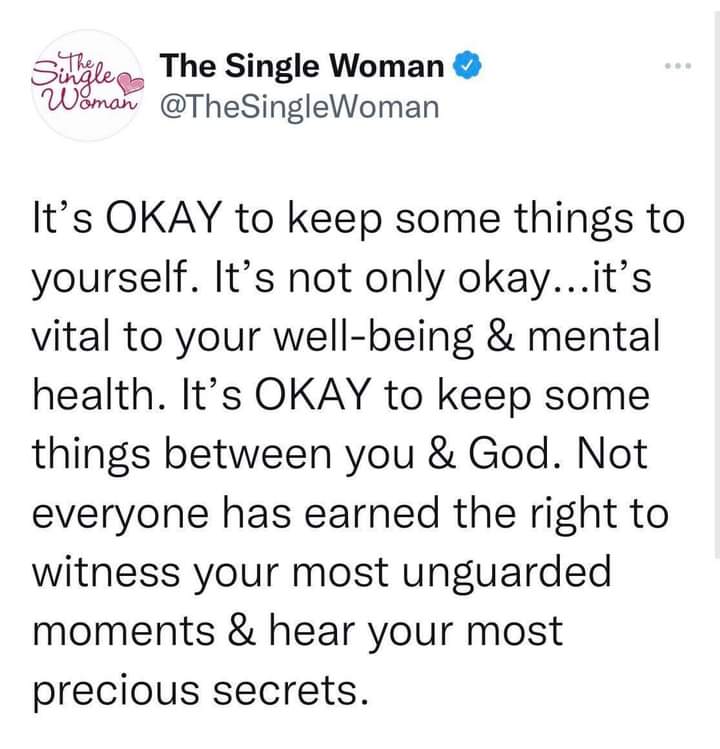 The
Single
Woman
The Single Woman
@TheSingleWoman
It’s OKAY to keep some things to
yourself. It’s not only okay...it’s
vital to your well-being & mental
health. It’s OKAY to keep some
things between you & God. Not
everyone has earned the right to
witness your most unguarded
moments & hear your most
precious secrets.